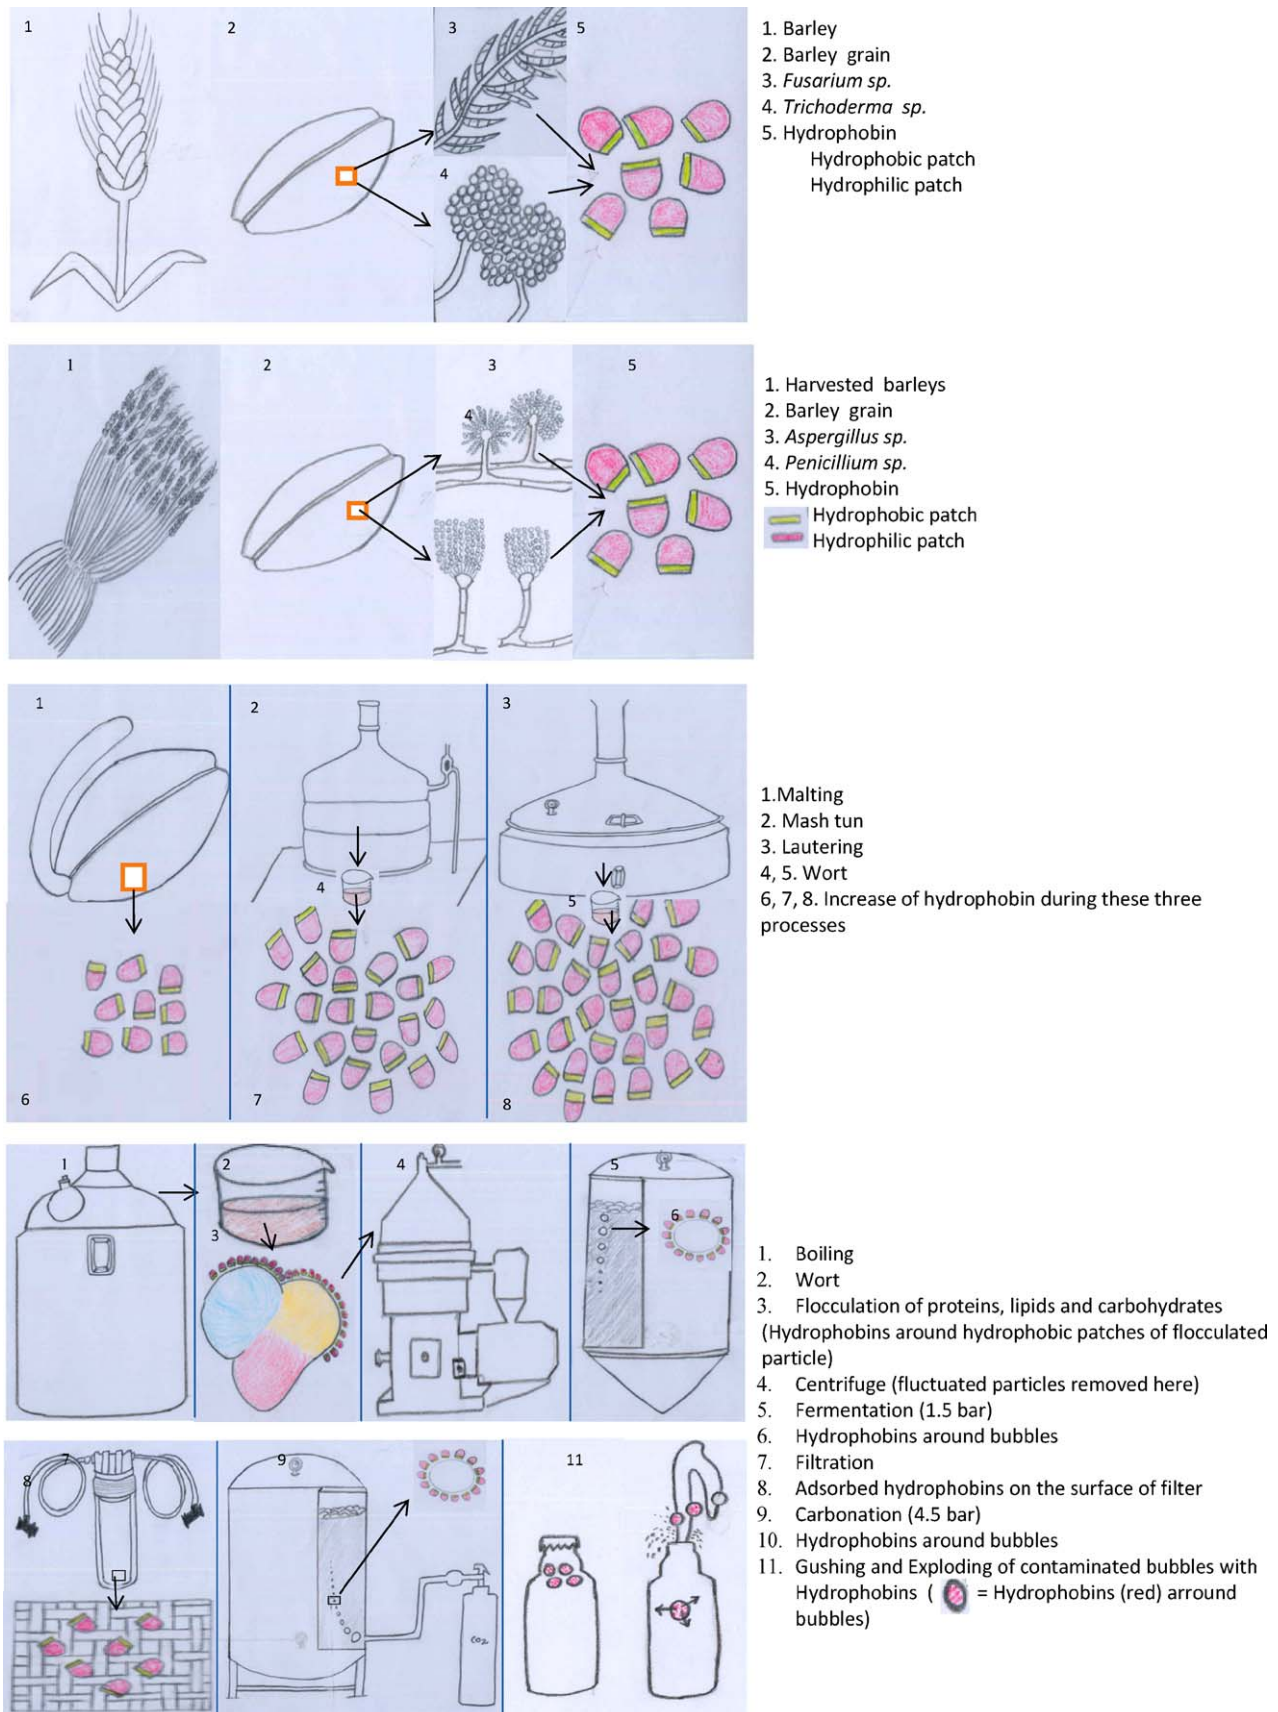 1
2
3
4
5
1. Barley
2. Barley grain
3. Fusarium sp.
4. Trichoderma sp.
5. Hydrophobin
Hydrophobic patch
Hydrophilic patch
1
2
3
4
5
1. Harvested barleys
2. Barley grain
3. Aspergillus sp.
4. Penicillium sp.
5. Hydrophobin
Hydrophobic patch
Hydrophilic patch
1
2
3
4
5
6
7
8
1.Malting
2. Mash tun
3. Lautering
4, 5. Wort
6, 7, 8. Increase of hydrophobin during these three
processes
1
2
3
4
5
6
7
8
9
CO2
11
1. Boiling
2. Wort
3. Flocculation of proteins, lipids and carbohydrates
(Hydrophobins around hydrophobic patches of flocculated
particle)
4. Centrifuge (fluctuated particles removed here)
5. Fermentation (1.5 bar)
6. Hydrophobins around bubbles
7. Filtration
8. Adsorbed hydrophobins on the surface of filter
9. Carbonation (4.5 bar)
10. Hydrophobins around bubbles
11. Gushing and Exploding of contaminated bubbles with
Hydrophobins ( = Hydrophobins (red) arround
bubbles)